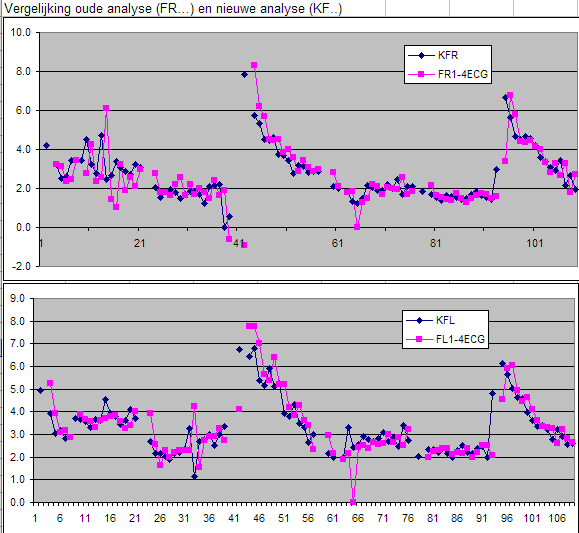 Vergelijking oude analyse (FR...) en nieuwe analyse (KF..)
10.0
8.0
6.0
4.0
2.0
0.0
-2.0
1 21 41 61 81 101
KFR
FR1-4ECG
9.0
8.0
7.0
6.0
5.0
4.0
3.0
2.0
1.0
0.0
1 6 11 16 21 26 31 36 41 46 51 56 61 66 71 76 81 86 91 96 101 106
KFL
FL1-4ECG